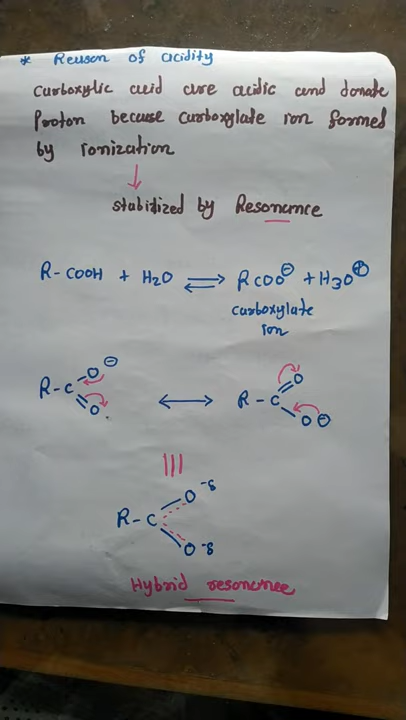 * Reason of acidity
Carboxylic acid are acidic and donate
Proton because carboxylate ion formed
by ionization
stabilized by Resonance
R-COOH + H2O ⇌ RCOO⊖ + H3O⊕
carboxylate
ion
R-C O⊖ O ↔ R-C O O⊖
R-C O-δ O-δ
Hybrid resonance